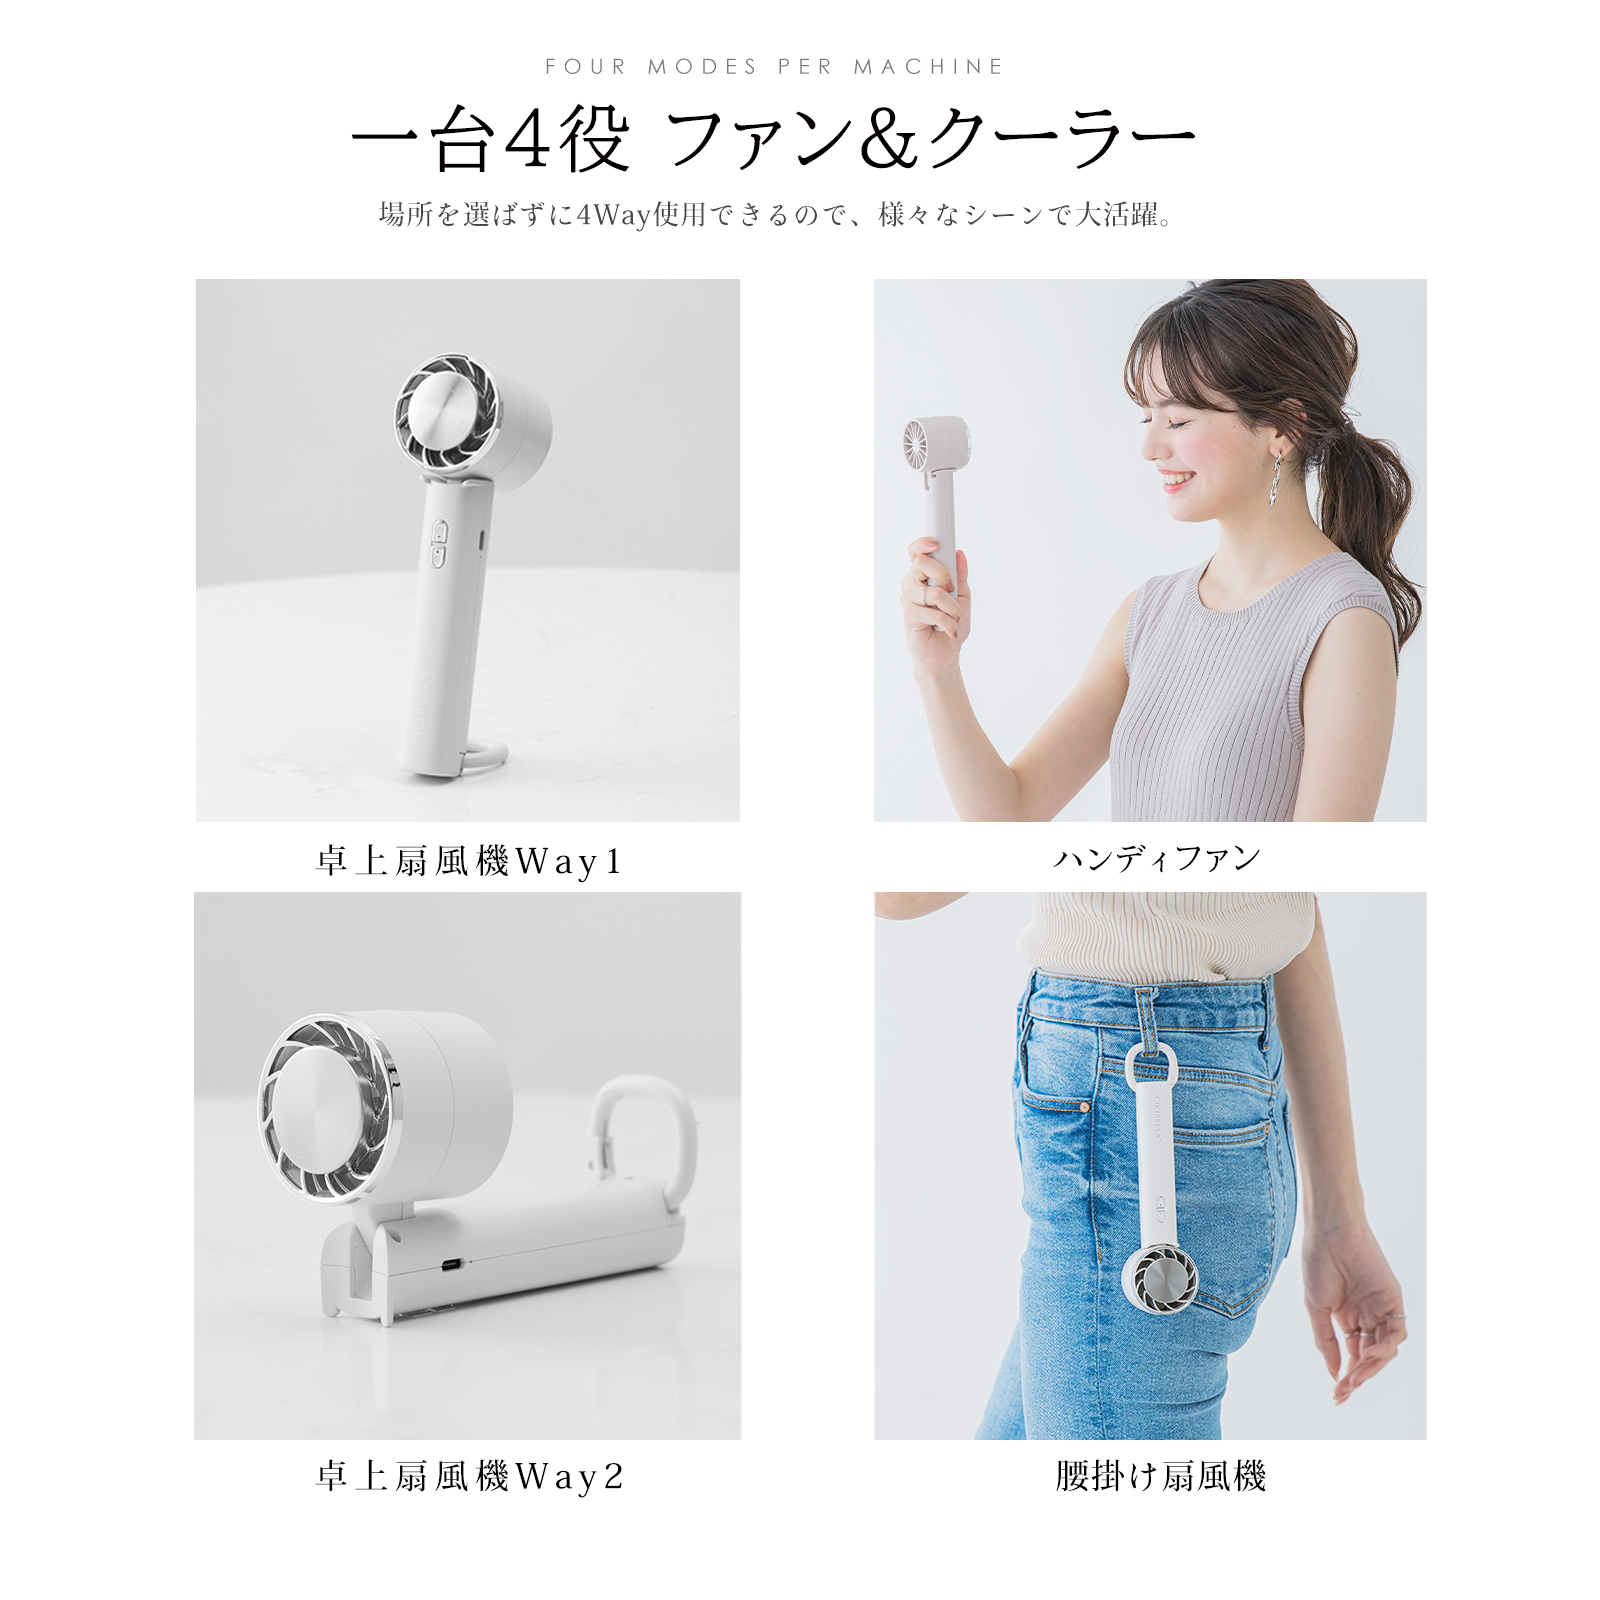 FOUR MODES PER MACHINE
一台4役 ファン&クーラー
場所を選ばずに4Way使用できるので、様々なシーンで大活躍。
卓上扇風機Way1
ハンディファン
CICIBELLA
卓上扇風機Way2
腰掛け扇風機